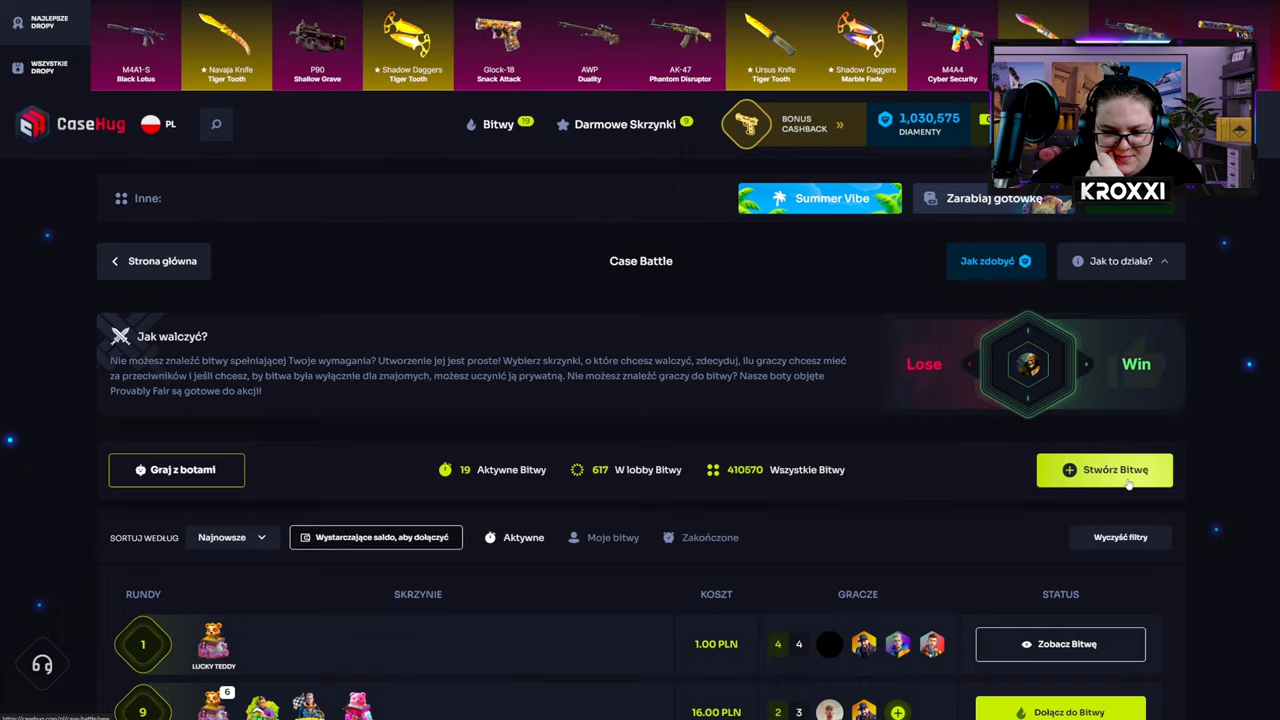 NAJLEPSZE
DROPY
WSZYSTKIE
DROPY
M4A1-S
Black Lotus
★ Navaja Knife
Tiger Tooth
P90
Shallow Grave
★ Shadow Daggers
Tiger Tooth
Glock-18
Snack Attack
AWP
Duality
AK-47
Phantom Disruptor
★ Ursus Knife
Tiger Tooth
★ Shadow Daggers
Marble Fade
M4A4
Cyber Security
CaseHug
PL
Bitwy 19
Darmowe Skrzynki 9
BONUS
CASHBACK
1,030,575
DIAMENTY
KROXXI
Inne:
Summer Vibe
Zarabiaj gotówkę
Strona główna
Case Battle
Jak zdobyć
Jak to działa?
Jak walczyć?
Nie możesz znaleźć bitwy spełniającej Twoje wymagania? Utworzenie jej jest proste! Wybierz skrzynki, o które chcesz walczyć, zdecyduj, ilu graczy chcesz mieć
za przeciwników i jeśli chcesz, by bitwa była wyłącznie dla znajomych, możesz uczynić ją prywatną. Nie możesz znaleźć graczy do bitwy? Nasze boty objęte
Provably Fair są gotowe do akcji!
Lose
Win
Graj z botami
19 Aktywne Bitwy
617 W lobby Bitwy
410570 Wszystkie Bitwy
Stwórz Bitwę
SORTUJ WEDŁUG
Najnowsze
Wystarczające saldo, aby dołączyć
Aktywne
Moje bitwy
Zakończone
Wyczyść filtry
RUNDY
SKRZYNIE
KOSZT
GRACZE
STATUS
1
LUCKY TEDDY
1.00 PLN
4 4
Zobacz Bitwę
9
6
16.00 PLN
2 3
Dołącz do Bitwy
https://casehug.com/pl/case-battle/new